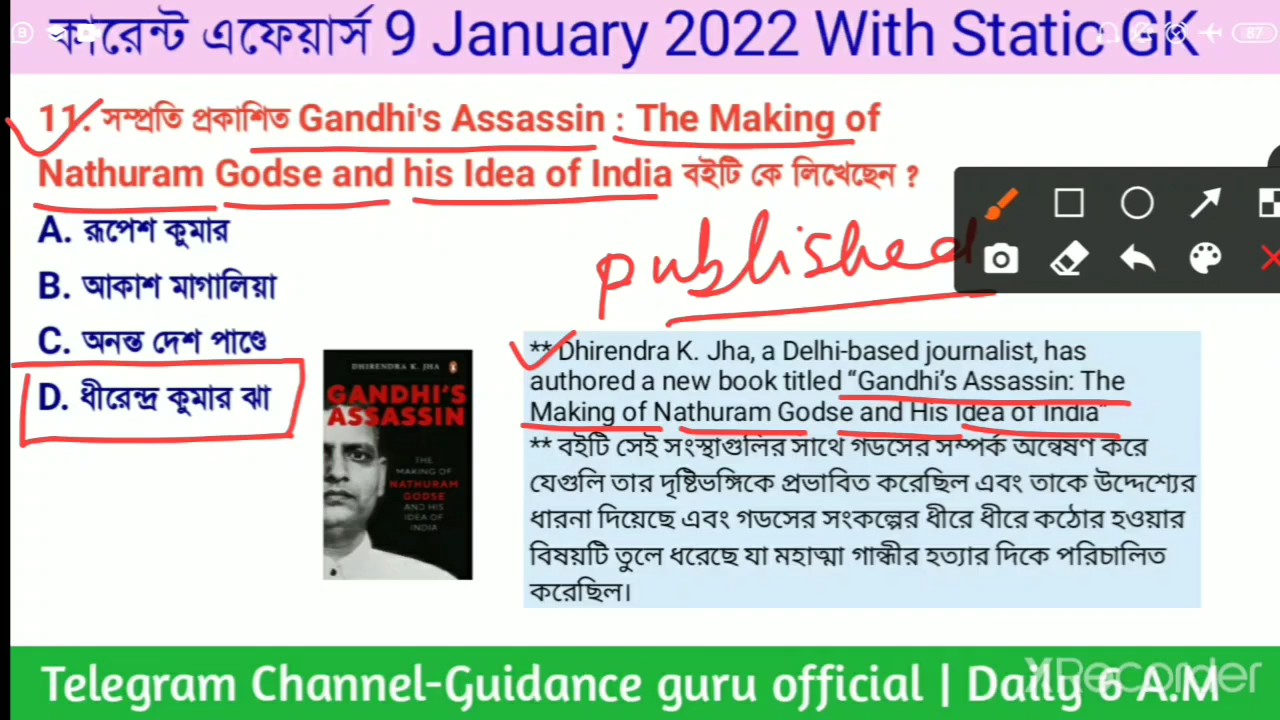 কারেন্ট এফেয়ার্স 9 January 2022 With Static GK
87
11. সম্প্রতি প্রকাশিত Gandhi's Assassin : The Making of
Nathuram Godse and his Idea of India বইটি কে লিখেছেন ?
A. রূপেশ কুমার
B. আকাশ মাগালিয়া
C. অনন্ত দেশ পাণ্ডে
D. ধীরেন্দ্র কুমার ঝা
published
DHIRENDRA K. JHA
GANDHI'S
ASSASSIN
THE
MAKING OF
NATHURAM
GODSE
AND HIS
IDEA OF
INDIA
** Dhirendra K. Jha, a Delhi-based journalist, has
authored a new book titled “Gandhi’s Assassin: The
Making of Nathuram Godse and His Idea of India”
** বইটি সেই সংস্থাগুলির সাথে গডসের সম্পর্ক অন্বেষণ করে
যেগুলি তার দৃষ্টিভঙ্গিকে প্রভাবিত করেছিল এবং তাকে উদ্দেশ্যের
ধারনা দিয়েছে এবং গডসের সংকল্পের ধীরে ধীরে কঠোর হওয়ার
বিষয়টি তুলে ধরেছে যা মহাত্মা গান্ধীর হত্যার দিকে পরিচালিত
করেছিল।
Telegram Channel-Guidance guru official | Daily 6 A.M
XRecorder